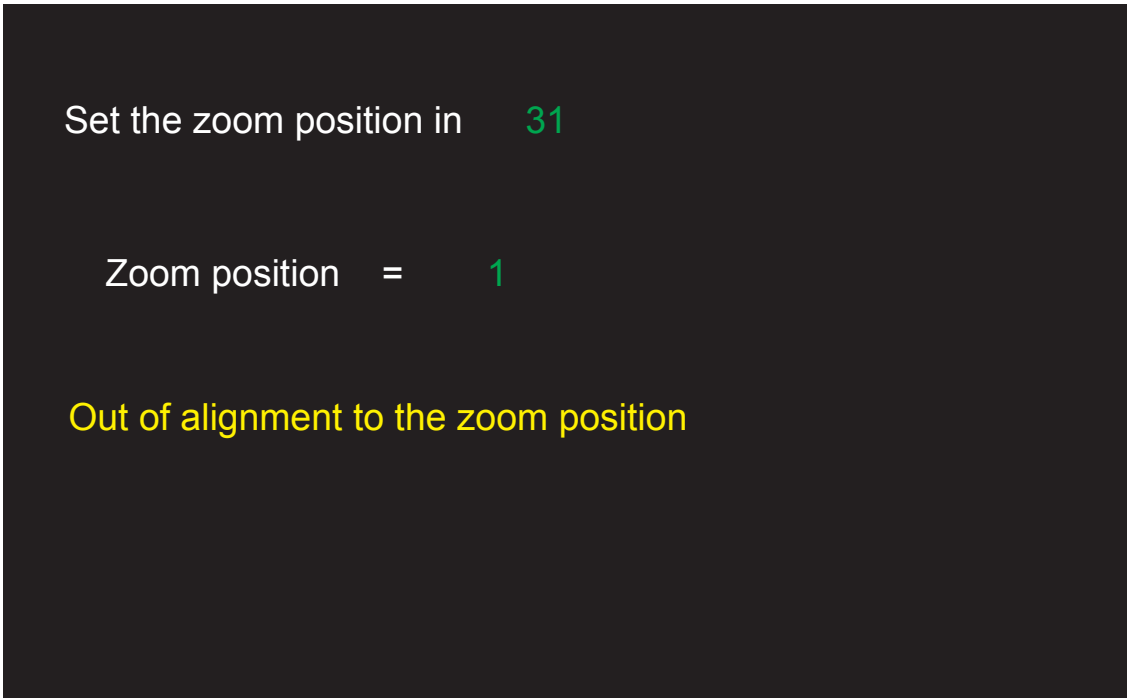 Set the zoom position in 31
Zoom position = 1
Out of alignment to the zoom position